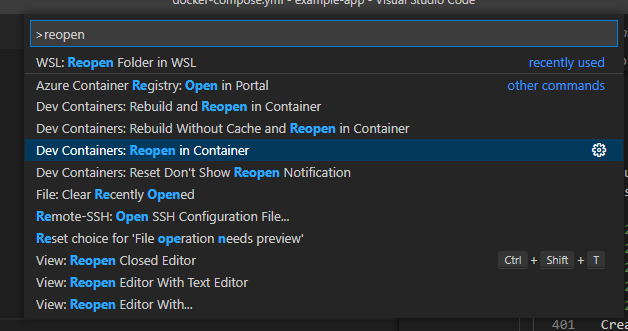 docker-compose.yml - example-app - Visual Studio Code
>reopen
WSL: Reopen Folder in WSL recently used
Azure Container Registry: Open in Portal other commands
Dev Containers: Rebuild and Reopen in Container
Dev Containers: Rebuild Without Cache and Reopen in Container
Dev Containers: Reopen in Container
Dev Containers: Reset Don't Show Reopen Notification
File: Clear Recently Opened
Remote-SSH: Open SSH Configuration File...
Reset choice for 'File operation needs preview'
View: Reopen Closed Editor Ctrl + Shift + T
View: Reopen Editor With Text Editor
View: Reopen Editor With...
401 Crea